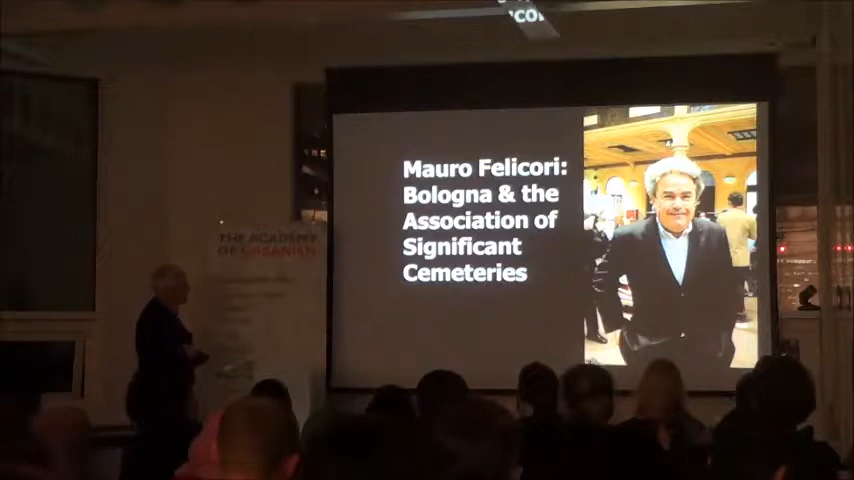 Mauro Felicori:
Bologna & the
Association of
Significant
Cemeteries
THE ACADEMY
OF URBANISM